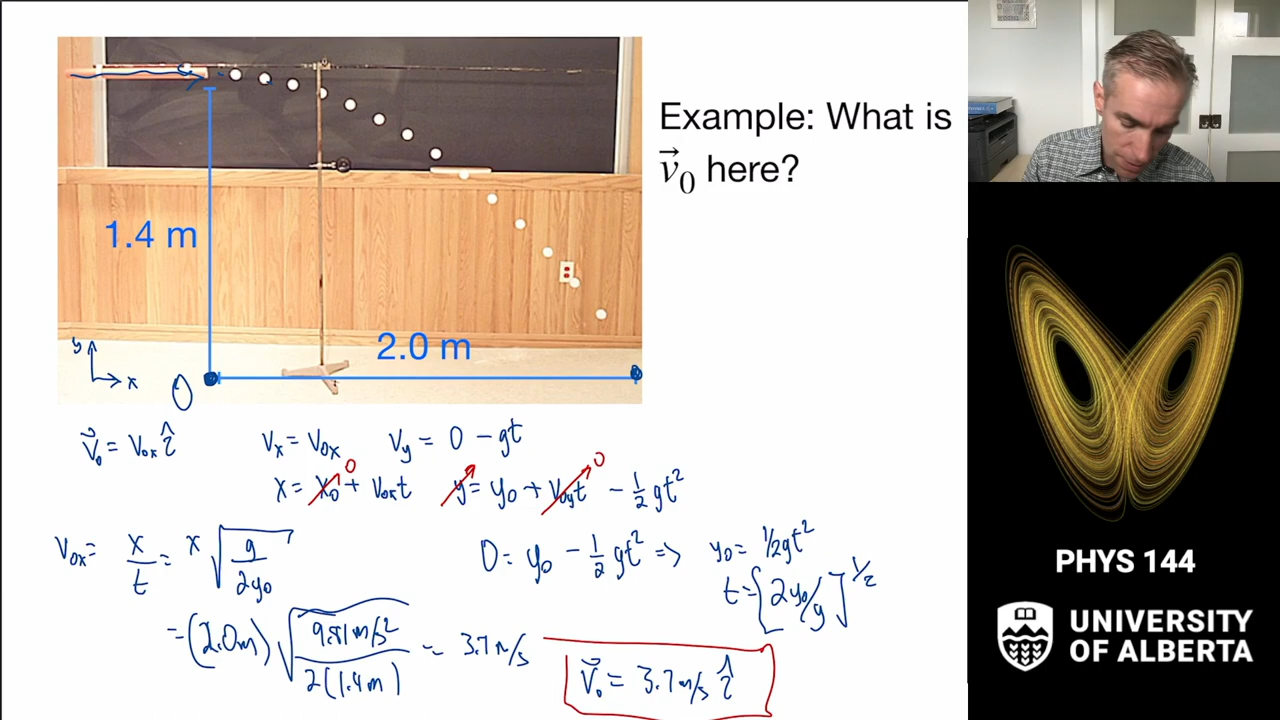 Example: What is
v⃗₀ here?
1.4 m
2.0 m
y
x
O
v⃗₀ = v₀ₓ î
vₓ = v₀ₓ
v_y = 0 - gt
x = x₀ + v₀ₓt
0
y = y₀ + v₀_y t - ½gt²
0
v₀ₓ = x/t = x √(g/2y₀)
0 = y₀ - ½gt² => y₀ = ½gt²
t = [2y₀/g]^1/2
= (2.0m) √(9.81m/s²/2(1.4m)) = 3.7m/s
v⃗₀ = 3.7m/s î
PHYS 144
UNIVERSITY
OF ALBERTA